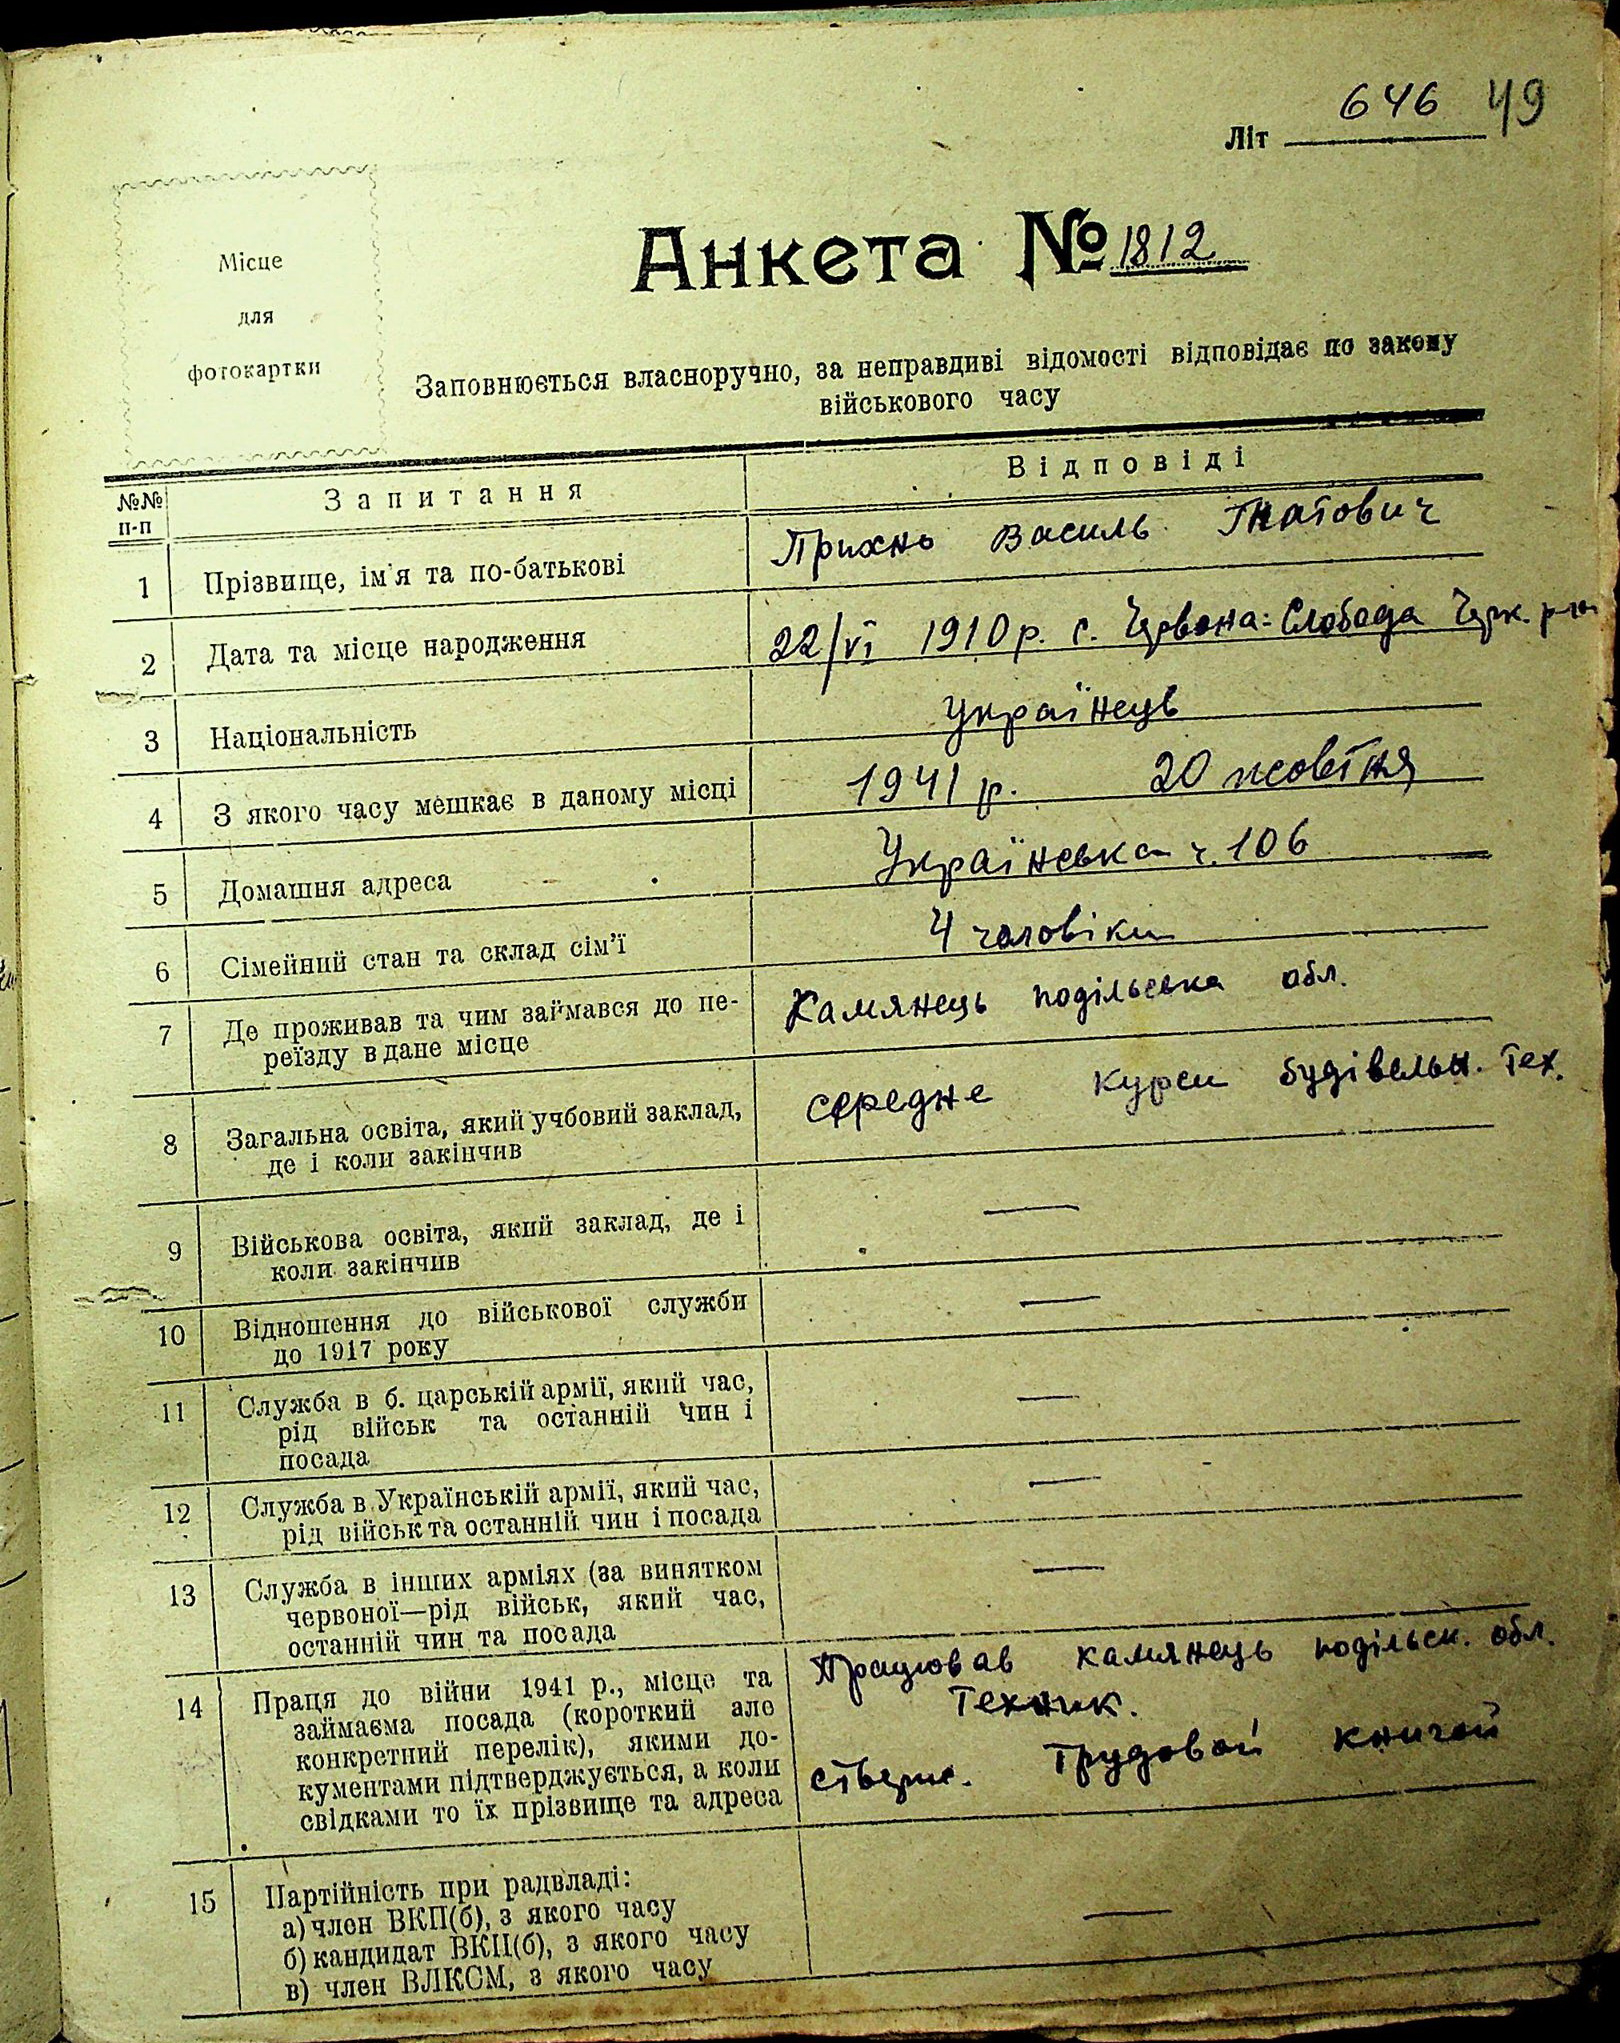 Літ 646 49
Місце
для
фотокартки
Анкета № 1812
Заповнюється власноручно, за неправдиві відомості відповідає по закону
військового часу
№№ п-п Запитання Відповіді
1 Прізвище, ім'я та по-батькові Прихнo Василь Гнатович
2 Дата та місце народження 22/VI 1910 р. с. Червона-Слобода Черк. р-н
3 Національність Українець
4 З якого часу мешкає в даному місці 1941 р. 20 жовтня
5 Домашня адреса Українська ч. 106
6 Сімейний стан та склад сім'ї 4 чоловіки
7 Де проживав та чим займався до пе-
реїзду в дане місце Камянець подільська обл.
8 Загальна освіта, який учбовий заклад,
де і коли закінчив середнє курси будівельн. тех.
9 Військова освіта, який заклад, де і
коли закінчив —
10 Відношення до військової служби
до 1917 року —
11 Служба в б. царській армії, який час,
рід військ та останній чин і
посада —
12 Служба в Українській армії, який час,
рід військ та останній чин і посада —
13 Служба в інших арміях (за винятком
червоної—рід військ, який час,
останній чин та посада —
14 Праця до війни 1941 р., місце та
займаєма посада (короткий але
конкретний перелік), якими до-
кументами підтверджується, а коли
свідками то їх прізвище та адреса
Працював камянець подільск. обл.
Технік.
стверж. трудовой книгой
15 Партійність при радвладі:
а) член ВКП(б), з якого часу
б) кандидат ВКП(б), з якого часу
в) член ВЛКСМ, з якого часу —